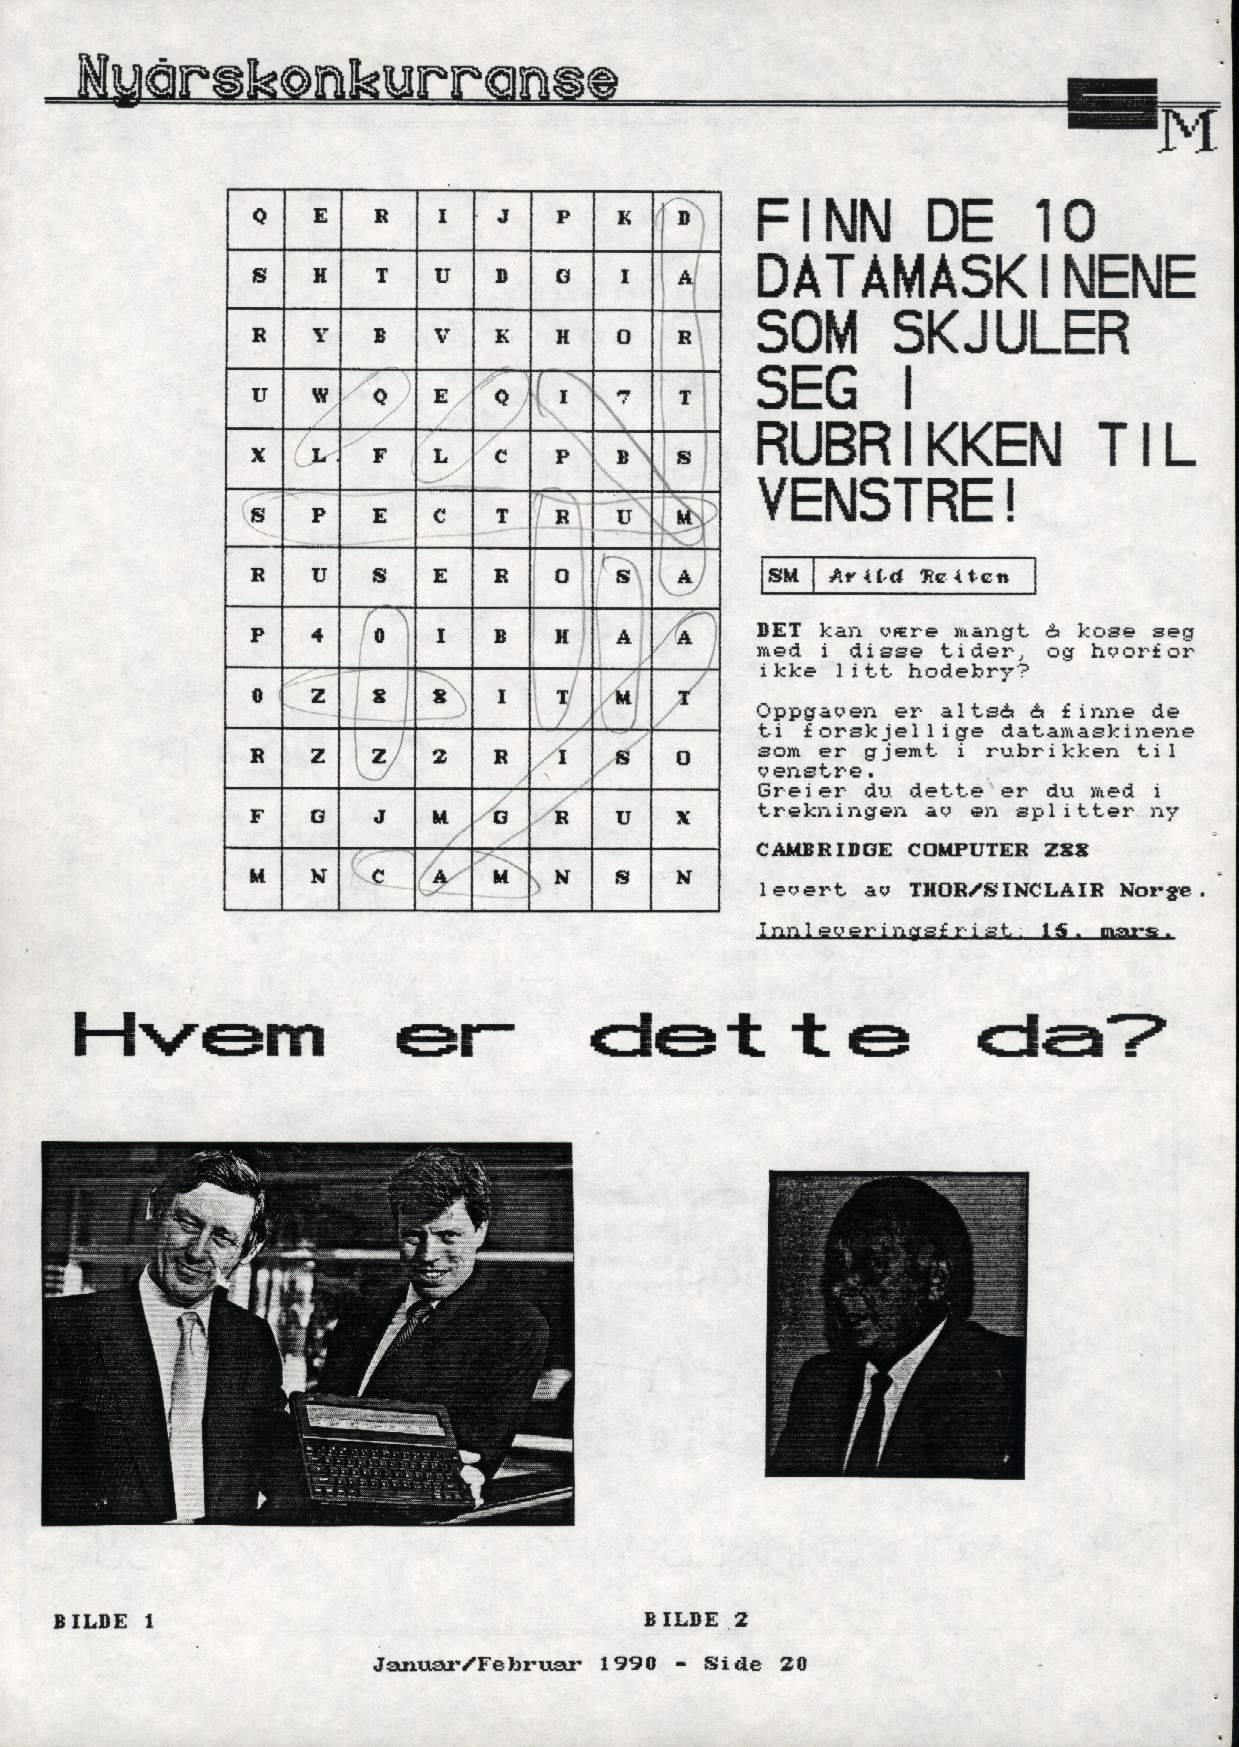 Nyårskonkurranse
M
Q E R I J P K D
S H T U D G I A
R Y B V K H O R
U W Q E Q I 7 T
X L F L C P B S
S P E C T R U M
R U S E R O S A
P 4 0 I B H A A
0 Z 8 8 I T M T
R Z Z 2 R I S O
F G J M G R U X
M N C A M N S N
FINN DE 10
DATAMASKINENE
SOM SKJULER
SEG I
RUBRIKKEN TIL
VENSTRE!
SM Arild Reiten
DET kan være mangt å kose seg
med i disse tider, og hvorfor
ikke litt hodebry?
Oppgaven er altså å finne de
ti forskjellige datamaskinene
som er gjemt i rubrikken til
venstre.
Greier du dette er du med i
trekningen av en splitter ny
CAMBRIDGE COMPUTER Z88
levert av THOR/SINCLAIR Norge.
Innleveringsfrist: 15. mars.
Hvem er dette da?
BILDE 1
BILDE 2
Januar/Februar 1990 - Side 20